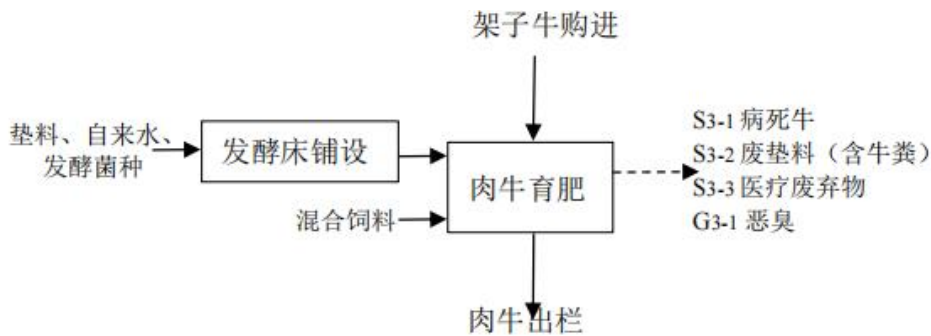 架子牛购进
垫料、自来水、
发酵菌种
发酵床铺设
混合饲料
肉牛育肥
S3-1 病死牛
S3-2 废垫料（含牛粪）
S3-3 医疗废弃物
G3-1 恶臭
肉牛出栏